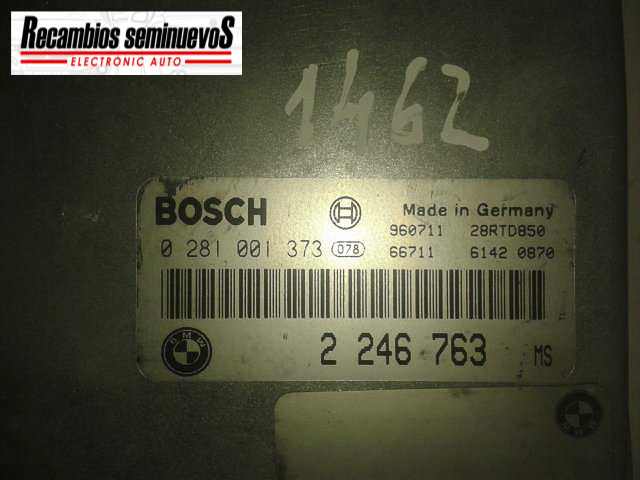 Recambios seminuevoS
ELECTRONIC AUTO
1462
BOSCH
Made in Germany
960711 28RTD850
0 281 001 373 078
66711 6142 0870
BMW
2 246 763 MS